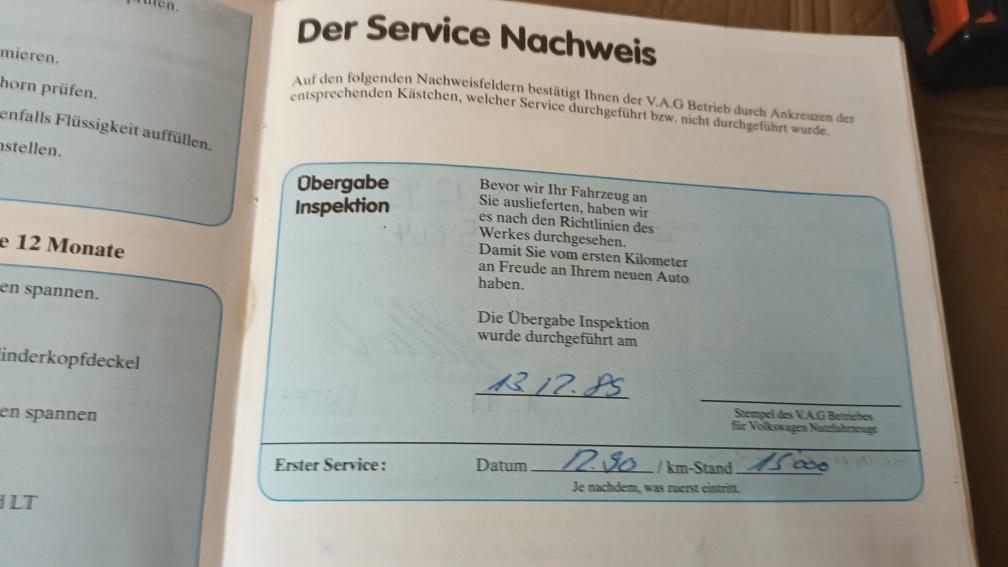 rüfen.
mieren.
horn prüfen.
enfalls Flüssigkeit auffüllen.
nstellen.
e 12 Monate
en spannen.
inderkopfdeckel
en spannen
LT
Der Service Nachweis
Auf den folgenden Nachweisfeldern bestätigt Ihnen der V.A.G Betrieb durch Ankreuzen der
entsprechenden Kästchen, welcher Service durchgeführt bzw. nicht durchgeführt wurde.
Übergabe
Inspektion
Bevor wir Ihr Fahrzeug an
Sie auslieferten, haben wir
es nach den Richtlinien des
Werkes durchgesehen.
Damit Sie vom ersten Kilometer
an Freude an Ihrem neuen Auto
haben.
Die Übergabe Inspektion
wurde durchgeführt am
13.12.85
Stempel des V.A.G Betriebes
für Volkswagen Nutzfahrzeuge
Erster Service: Datum 12.90 / km-Stand 15000
Je nachdem, was zuerst eintritt.